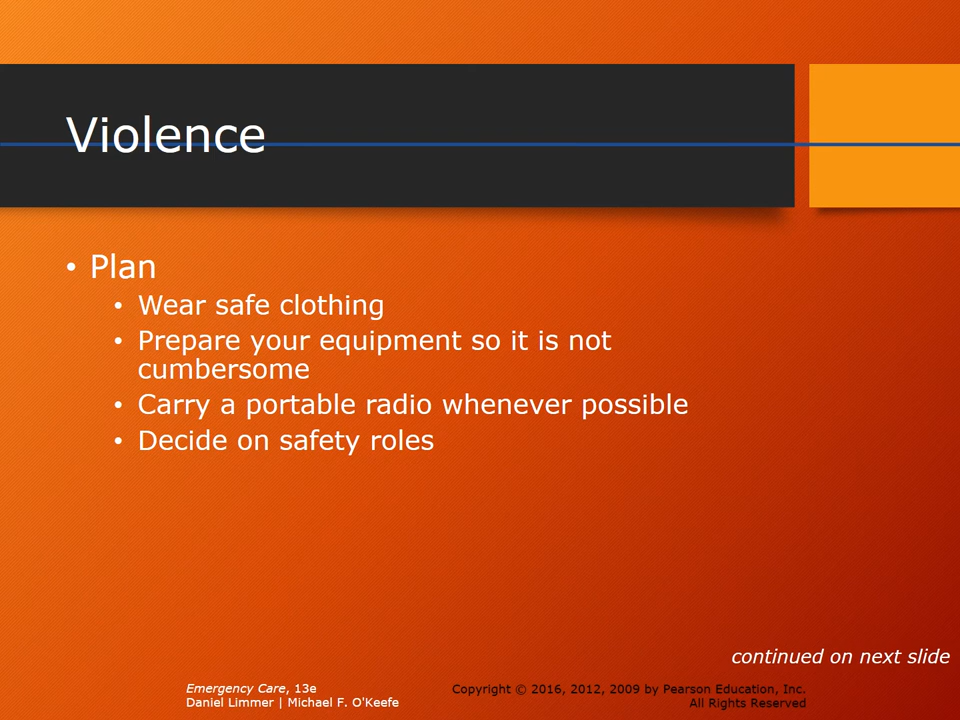 Violence
• Plan
• Wear safe clothing
• Prepare your equipment so it is not
cumbersome
• Carry a portable radio whenever possible
• Decide on safety roles
continued on next slide
Emergency Care, 13e
Daniel Limmer | Michael F. O'Keefe
Copyright © 2016, 2012, 2009 by Pearson Education, Inc.
All Rights Reserved